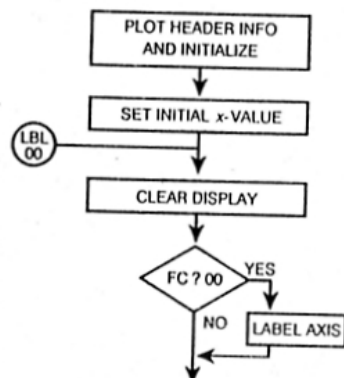 PLOT HEADER INFO
AND INITIALIZE
SET INITIAL x-VALUE
LBL
00
CLEAR DISPLAY
FC ? 00
YES
NO
LABEL AXIS